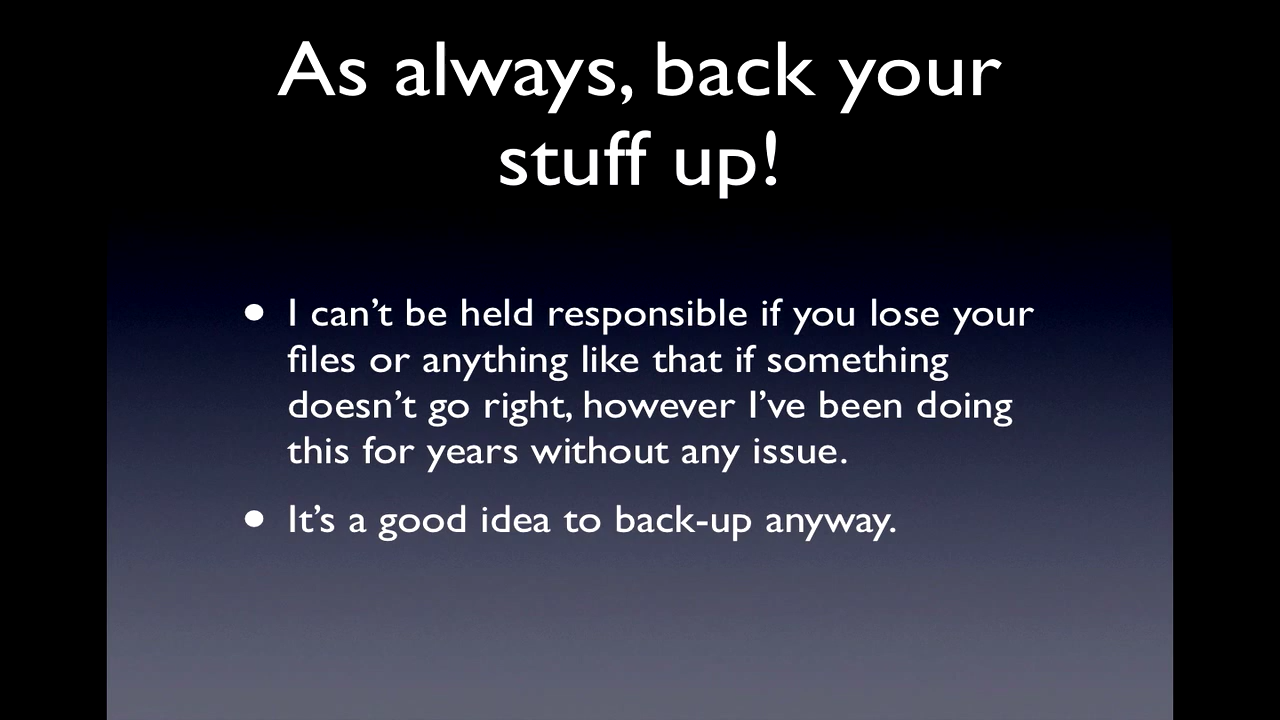 As always, back your
stuff up!
• I can’t be held responsible if you lose your
files or anything like that if something
doesn’t go right, however I’ve been doing
this for years without any issue.
• It’s a good idea to back-up anyway.